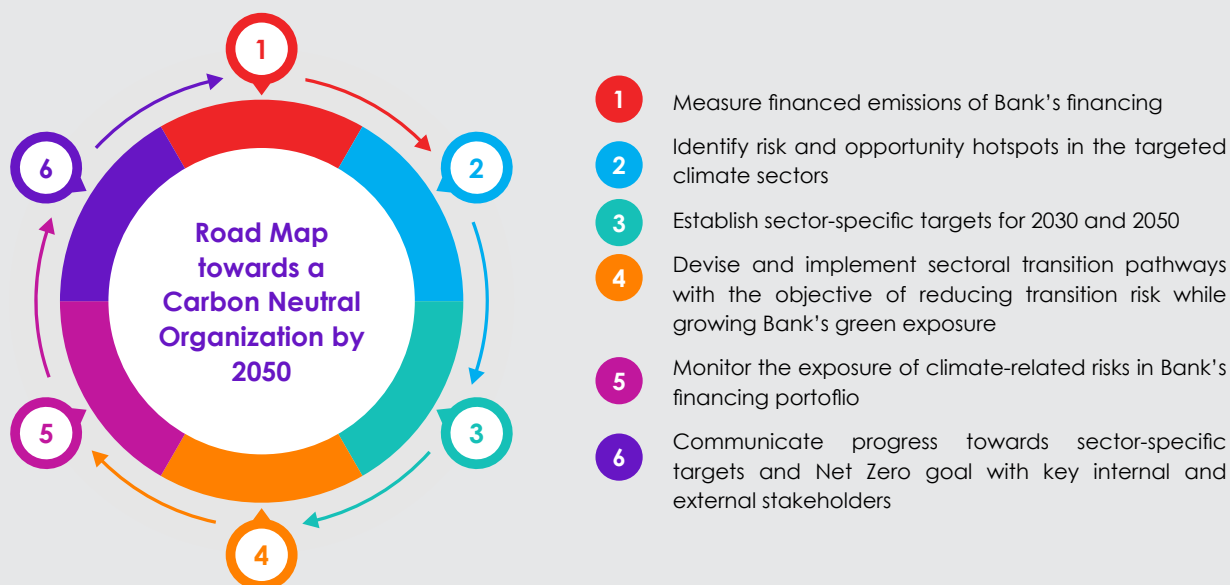 1
2
3
4
5
6
Road Map
towards a
Carbon Neutral
Organization by
2050
1 Measure financed emissions of Bank's financing
2 Identify risk and opportunity hotspots in the targeted
climate sectors
3 Establish sector-specific targets for 2030 and 2050
4 Devise and implement sectoral transition pathways
with the objective of reducing transition risk while
growing Bank's green exposure
5 Monitor the exposure of climate-related risks in Bank's
financing portoflio
6 Communicate progress towards sector-specific
targets and Net Zero goal with key internal and
external stakeholders